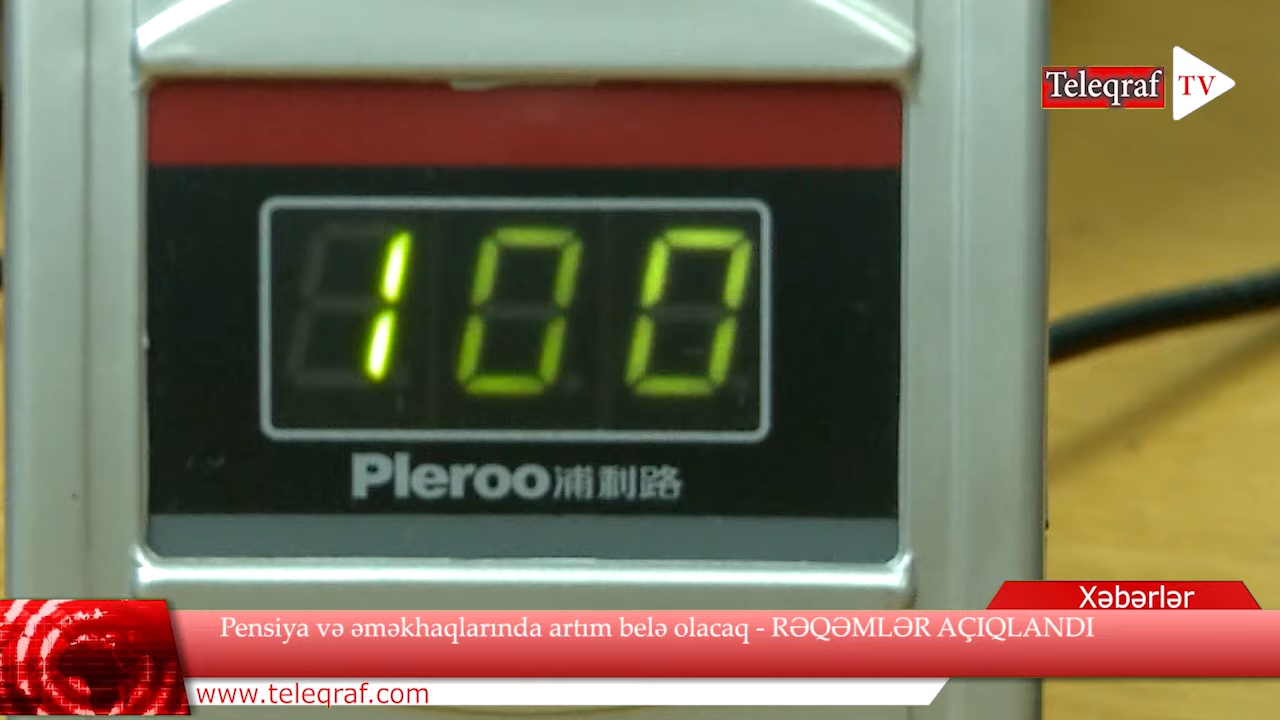 Teleqraf TV
100
Pleroo浦利路
Xəbərlər
Pensiya və əməkhaqlarında artım belə olacaq - RƏQƏMLƏR AÇIQLANDI
www.teleqraf.com